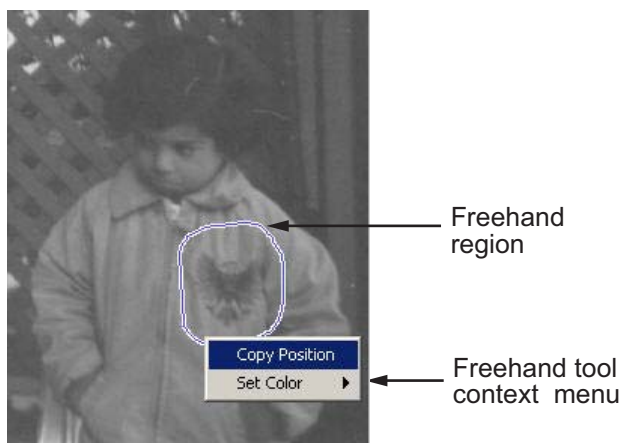 Freehand
region
Copy Position
Set Color
Freehand tool
context menu